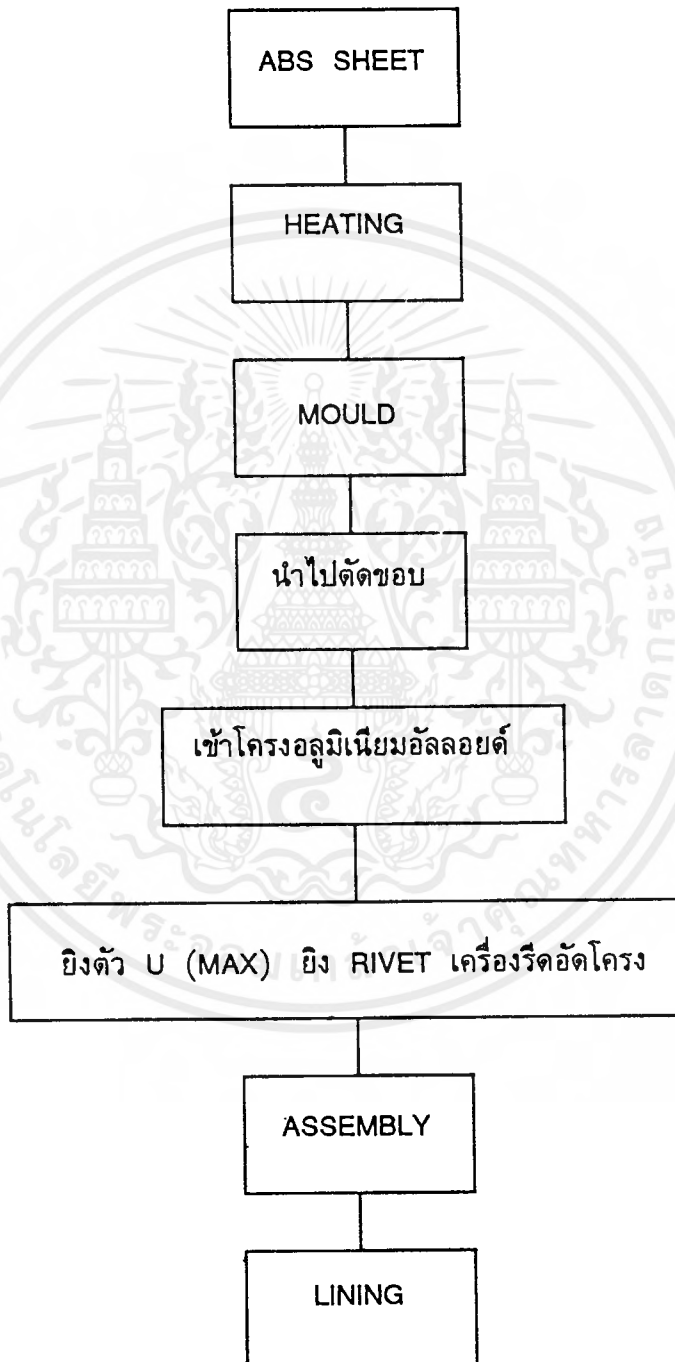 ABS SHEET
HEATING
MOULD
นำไปตัดขอบ
เข้าโครงอลูมิเนียมอัลลอยด์
ยิงตัว U (MAX) ยิง RIVET เครื่องรีดอัดโครง
ASSEMBLY
LINING